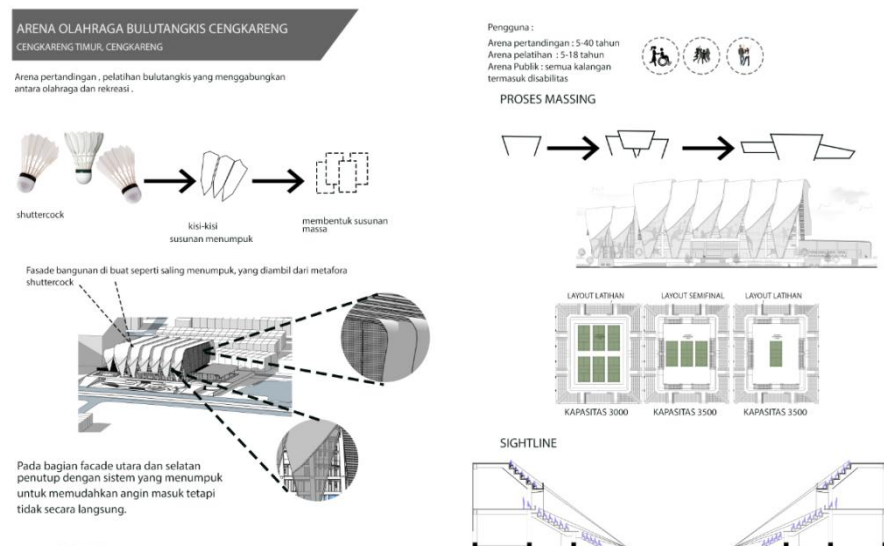 ARENA OLAHRAGA BULUTANGKIS CENGKARENG
CENGKARENG TIMUR, CENGKARENG
Arena pertandingan , pelatihan bulutangkis yang menggabungkan
antara olahraga dan rekreasi .
shuttercock
kisi-kisi
susunan menumpuk
membentuk susunan
massa
Fasade bangunan di buat seperti saling menumpuk, yang diambil dari metafora
shuttercock
Pada bagian facade utara dan selatan
penutup dengan sistem yang menumpuk
untuk memudahkan angin masuk tetapi
tidak secara langsung.
Pengguna :
Arena pertandingan : 5-40 tahun
Arena pelatihan : 5-18 tahun
Arena Publik : semua kalangan
termasuk disabilitas
PROSES MASSING
LAYOUT LATIHAN
LAYOUT SEMIFINAL
LAYOUT LATIHAN
KAPASITAS 3000
KAPASITAS 3500
KAPASITAS 3500
SIGHTLINE